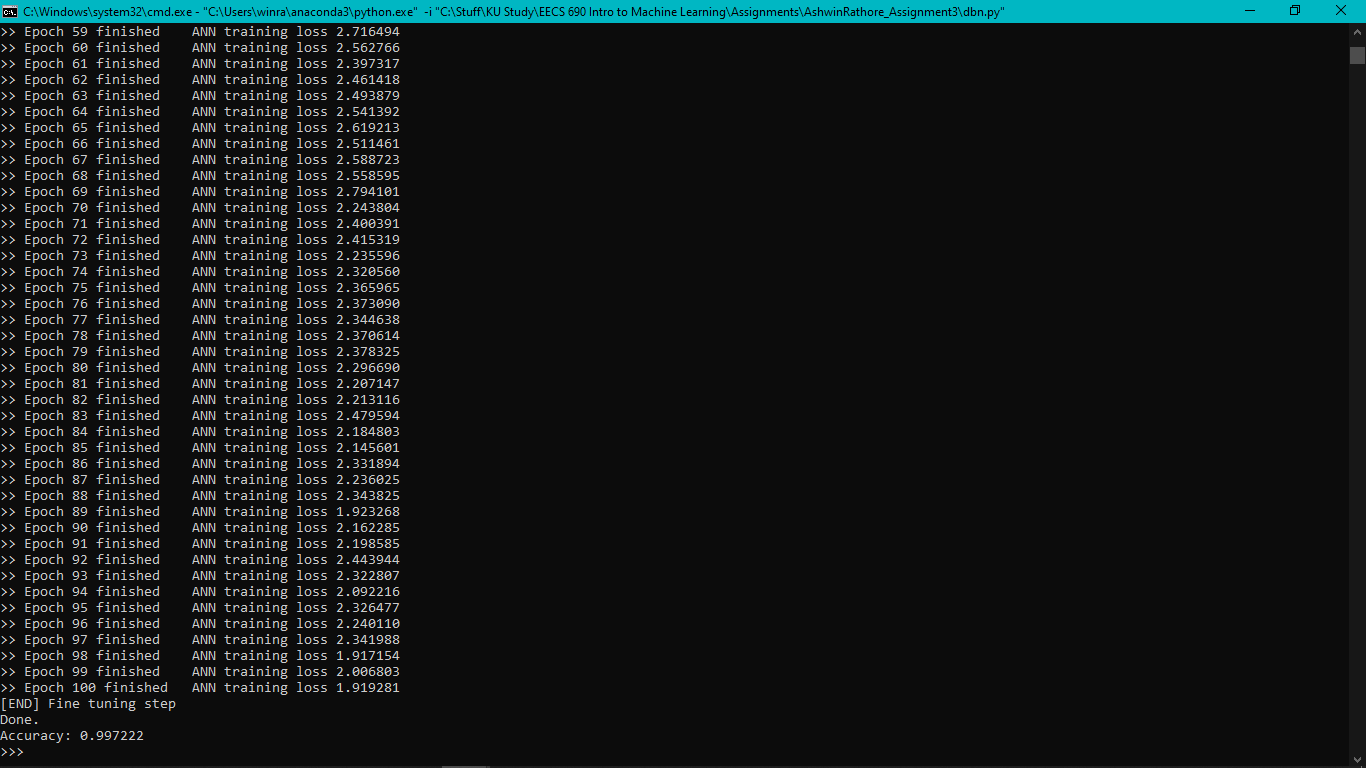 C:\Windows\system32\cmd.exe - "C:\Users\winra\anaconda3\python.exe" -i "C:\Stuff\KU Study\EECS 690 Intro to Machine Learning\Assignments\AshwinRathore_Assignment3\dbn.py"
>> Epoch 59 finished    ANN training loss 2.716494
>> Epoch 60 finished    ANN training loss 2.562766
>> Epoch 61 finished    ANN training loss 2.397317
>> Epoch 62 finished    ANN training loss 2.461418
>> Epoch 63 finished    ANN training loss 2.493879
>> Epoch 64 finished    ANN training loss 2.541392
>> Epoch 65 finished    ANN training loss 2.619213
>> Epoch 66 finished    ANN training loss 2.511461
>> Epoch 67 finished    ANN training loss 2.588723
>> Epoch 68 finished    ANN training loss 2.558595
>> Epoch 69 finished    ANN training loss 2.794101
>> Epoch 70 finished    ANN training loss 2.243804
>> Epoch 71 finished    ANN training loss 2.400391
>> Epoch 72 finished    ANN training loss 2.415319
>> Epoch 73 finished    ANN training loss 2.235596
>> Epoch 74 finished    ANN training loss 2.320560
>> Epoch 75 finished    ANN training loss 2.365965
>> Epoch 76 finished    ANN training loss 2.373090
>> Epoch 77 finished    ANN training loss 2.344638
>> Epoch 78 finished    ANN training loss 2.370614
>> Epoch 79 finished    ANN training loss 2.378325
>> Epoch 80 finished    ANN training loss 2.296690
>> Epoch 81 finished    ANN training loss 2.207147
>> Epoch 82 finished    ANN training loss 2.213116
>> Epoch 83 finished    ANN training loss 2.479594
>> Epoch 84 finished    ANN training loss 2.184803
>> Epoch 85 finished    ANN training loss 2.145601
>> Epoch 86 finished    ANN training loss 2.331894
>> Epoch 87 finished    ANN training loss 2.236025
>> Epoch 88 finished    ANN training loss 2.343825
>> Epoch 89 finished    ANN training loss 1.923268
>> Epoch 90 finished    ANN training loss 2.162285
>> Epoch 91 finished    ANN training loss 2.198585
>> Epoch 92 finished    ANN training loss 2.443944
>> Epoch 93 finished    ANN training loss 2.322807
>> Epoch 94 finished    ANN training loss 2.092216
>> Epoch 95 finished    ANN training loss 2.326477
>> Epoch 96 finished    ANN training loss 2.240110
>> Epoch 97 finished    ANN training loss 2.341988
>> Epoch 98 finished    ANN training loss 1.917154
>> Epoch 99 finished    ANN training loss 2.006803
>> Epoch 100 finished   ANN training loss 1.919281
[END] Fine tuning step
Done.
Accuracy: 0.997222
>>>